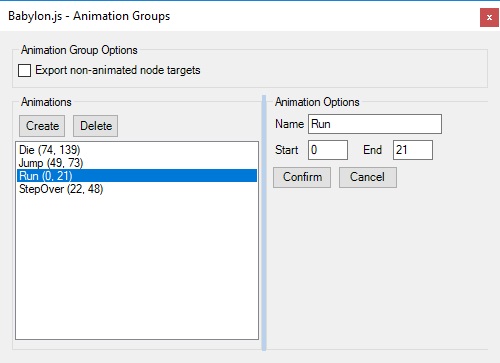 Babylon.js - Animation Groups
x
Animation Group Options
Export non-animated node targets
Animations
Create Delete
Die (74, 139)
Jump (49, 73)
Run (0, 21)
StepOver (22, 48)
Animation Options
Name Run
Start 0 End 21
Confirm Cancel